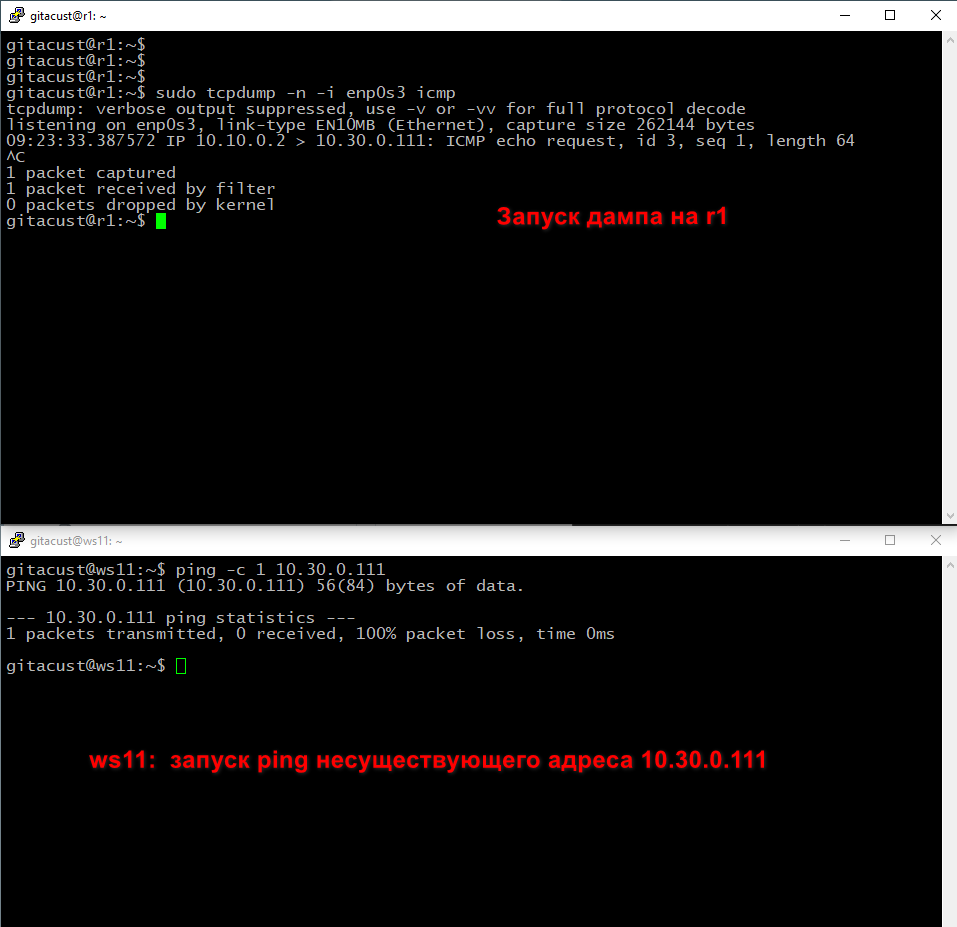 gitacust@r1: ~
gitacust@r1:~$
gitacust@r1:~$
gitacust@r1:~$
gitacust@r1:~$ sudo tcpdump -n -i enp0s3 icmp
tcpdump: verbose output suppressed, use -v or -vv for full protocol decode
listening on enp0s3, link-type EN10MB (Ethernet), capture size 262144 bytes
09:23:33.387572 IP 10.10.0.2 > 10.30.0.111: ICMP echo request, id 3, seq 1, length 64
^C
1 packet captured
1 packet received by filter
0 packets dropped by kernel
gitacust@r1:~$
Запуск дампа на r1
gitacust@ws11: ~
gitacust@ws11:~$ ping -c 1 10.30.0.111
PING 10.30.0.111 (10.30.0.111) 56(84) bytes of data.
--- 10.30.0.111 ping statistics ---
1 packets transmitted, 0 received, 100% packet loss, time 0ms
gitacust@ws11:~$
ws11: запуск ping несуществующего адреса 10.30.0.111